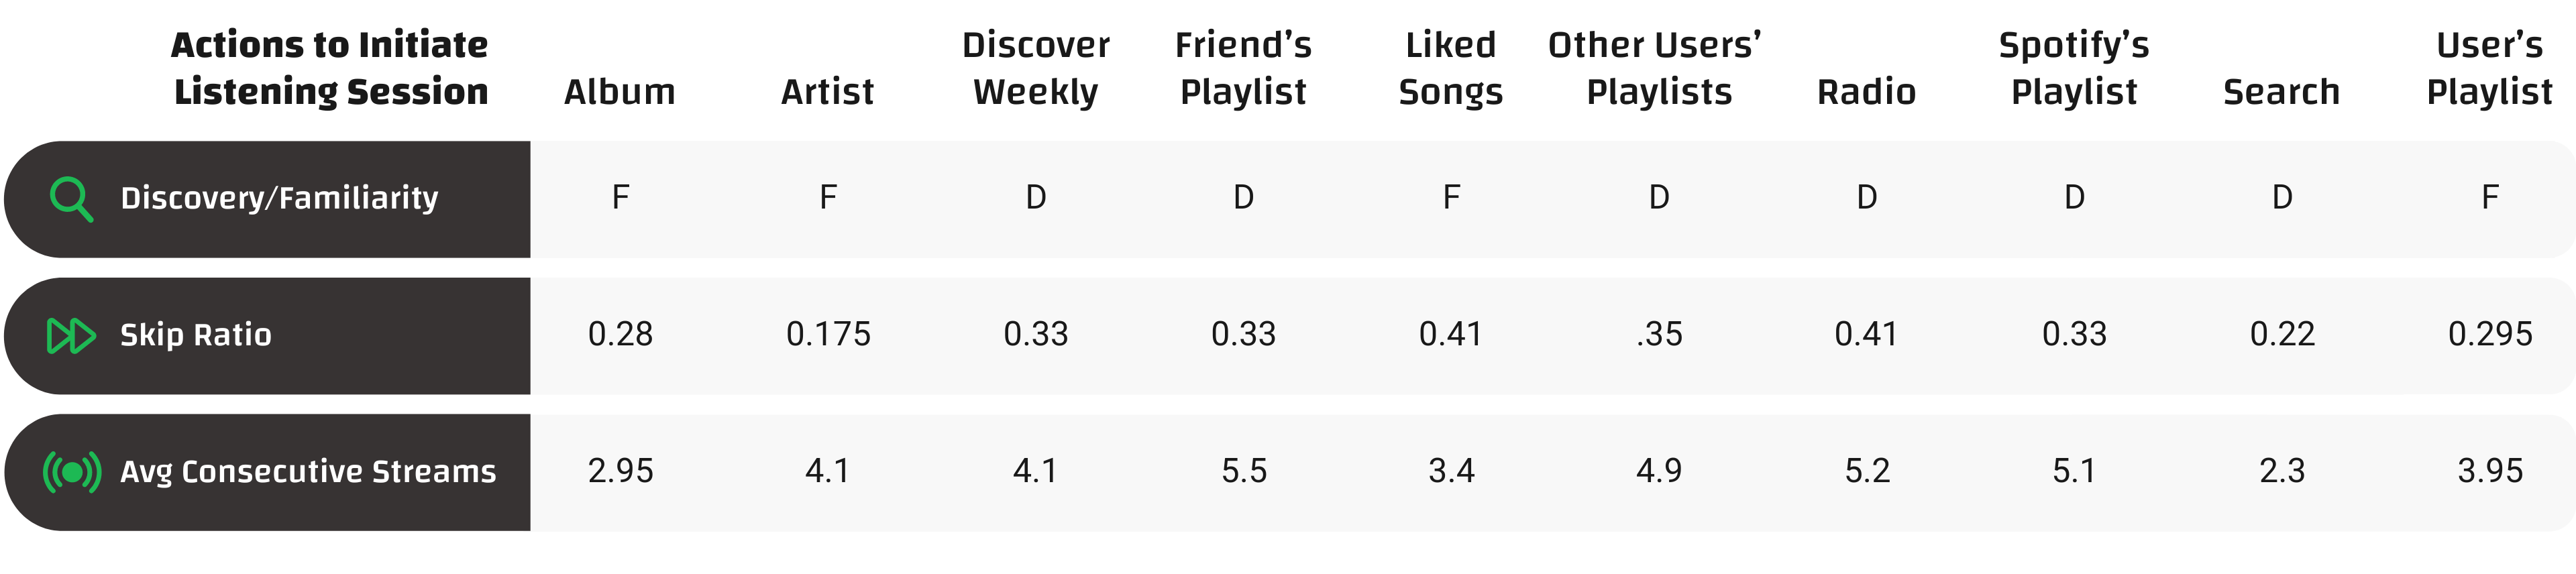 Actions to Initiate Listening Session Album Artist Discover Weekly Friend’s Playlist Liked Songs Other Users’ Playlists Radio Spotify’s Playlist Search User’s Playlist
Discovery/Familiarity F F D D F D D D D F
Skip Ratio 0.28 0.175 0.33 0.33 0.41 .35 0.41 0.33 0.22 0.295
Avg Consecutive Streams 2.95 4.1 4.1 5.5 3.4 4.9 5.2 5.1 2.3 3.95